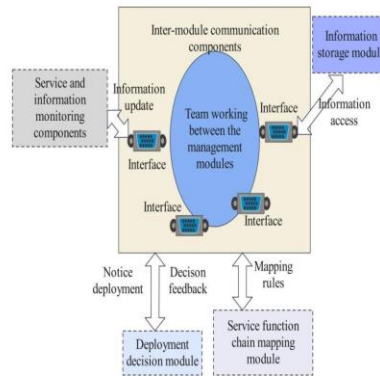 Inter-module communication
components
Information
storage modul
Service and
information
monitoring
components
Information
update
Interface
Team working
between the
management
modules
Interface
Information
access
Interface
Interface
Notice
deployment
Decison
feedback
Mapping
rules
Deployment
decision module
Service function
chain mapping
module